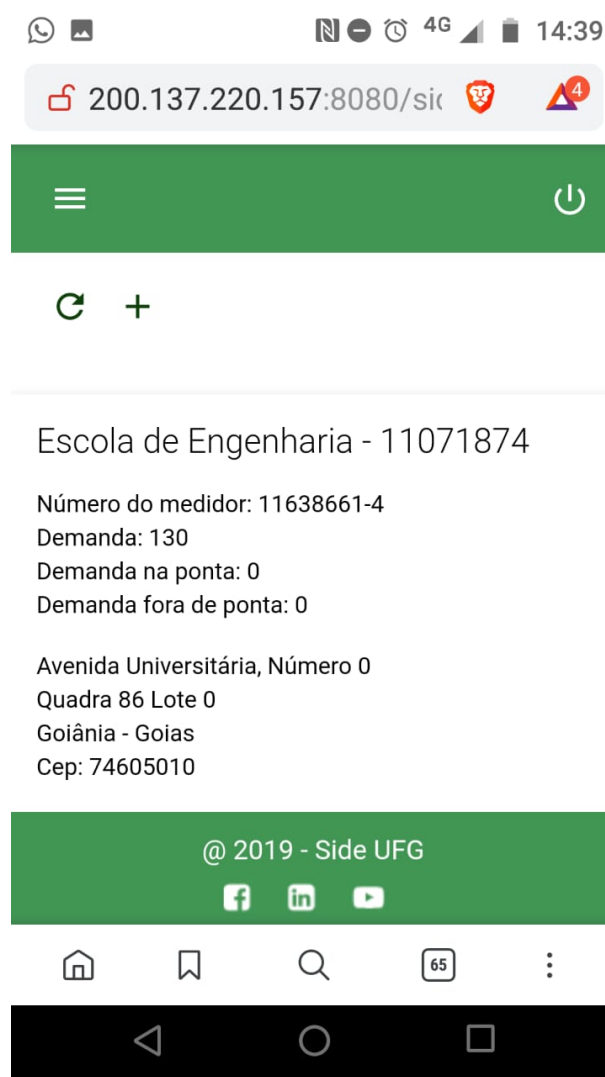 4G 14:39
200.137.220.157:8080/sic
4
Escola de Engenharia - 11071874
Número do medidor: 11638661-4
Demanda: 130
Demanda na ponta: 0
Demanda fora de ponta: 0
Avenida Universitária, Número 0
Quadra 86 Lote 0
Goiânia - Goias
Cep: 74605010
@ 2019 - Side UFG
65